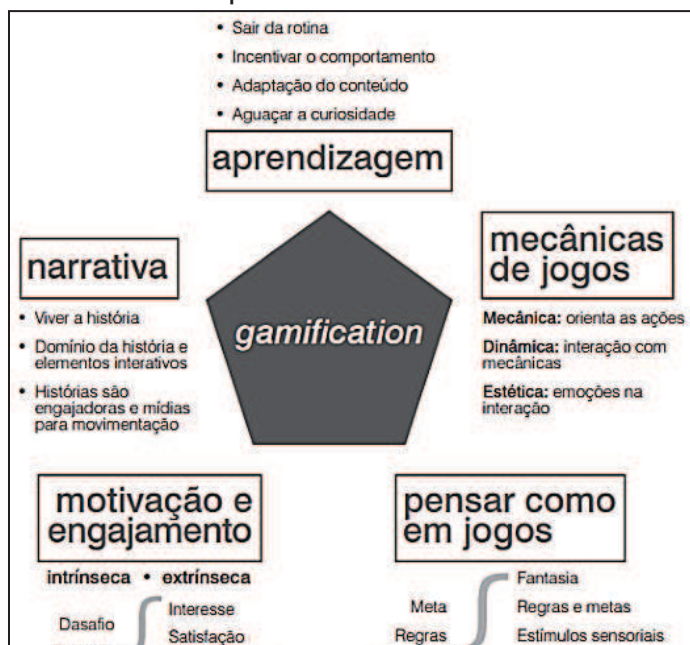 • Sair da rotina
• Incentivar o comportamento
• Adaptação do conteúdo
• Aguaçar a curiosidade
aprendizagem
narrativa
• Viver a história
• Domínio da história e
elementos interativos
• Histórias são
engajadoras e mídias
para movimentação
gamification
mecânicas
de jogos
Mecânica: orienta as ações
Dinâmica: interação com
mecânicas
Estética: emoções na
interação
motivação e
engajamento
intrínseca • extrínseca
Dasafio
Interesse
Satisfação
pensar como
em jogos
Meta
Regras
Fantasia
Regras e metas
Estímulos sensoriais